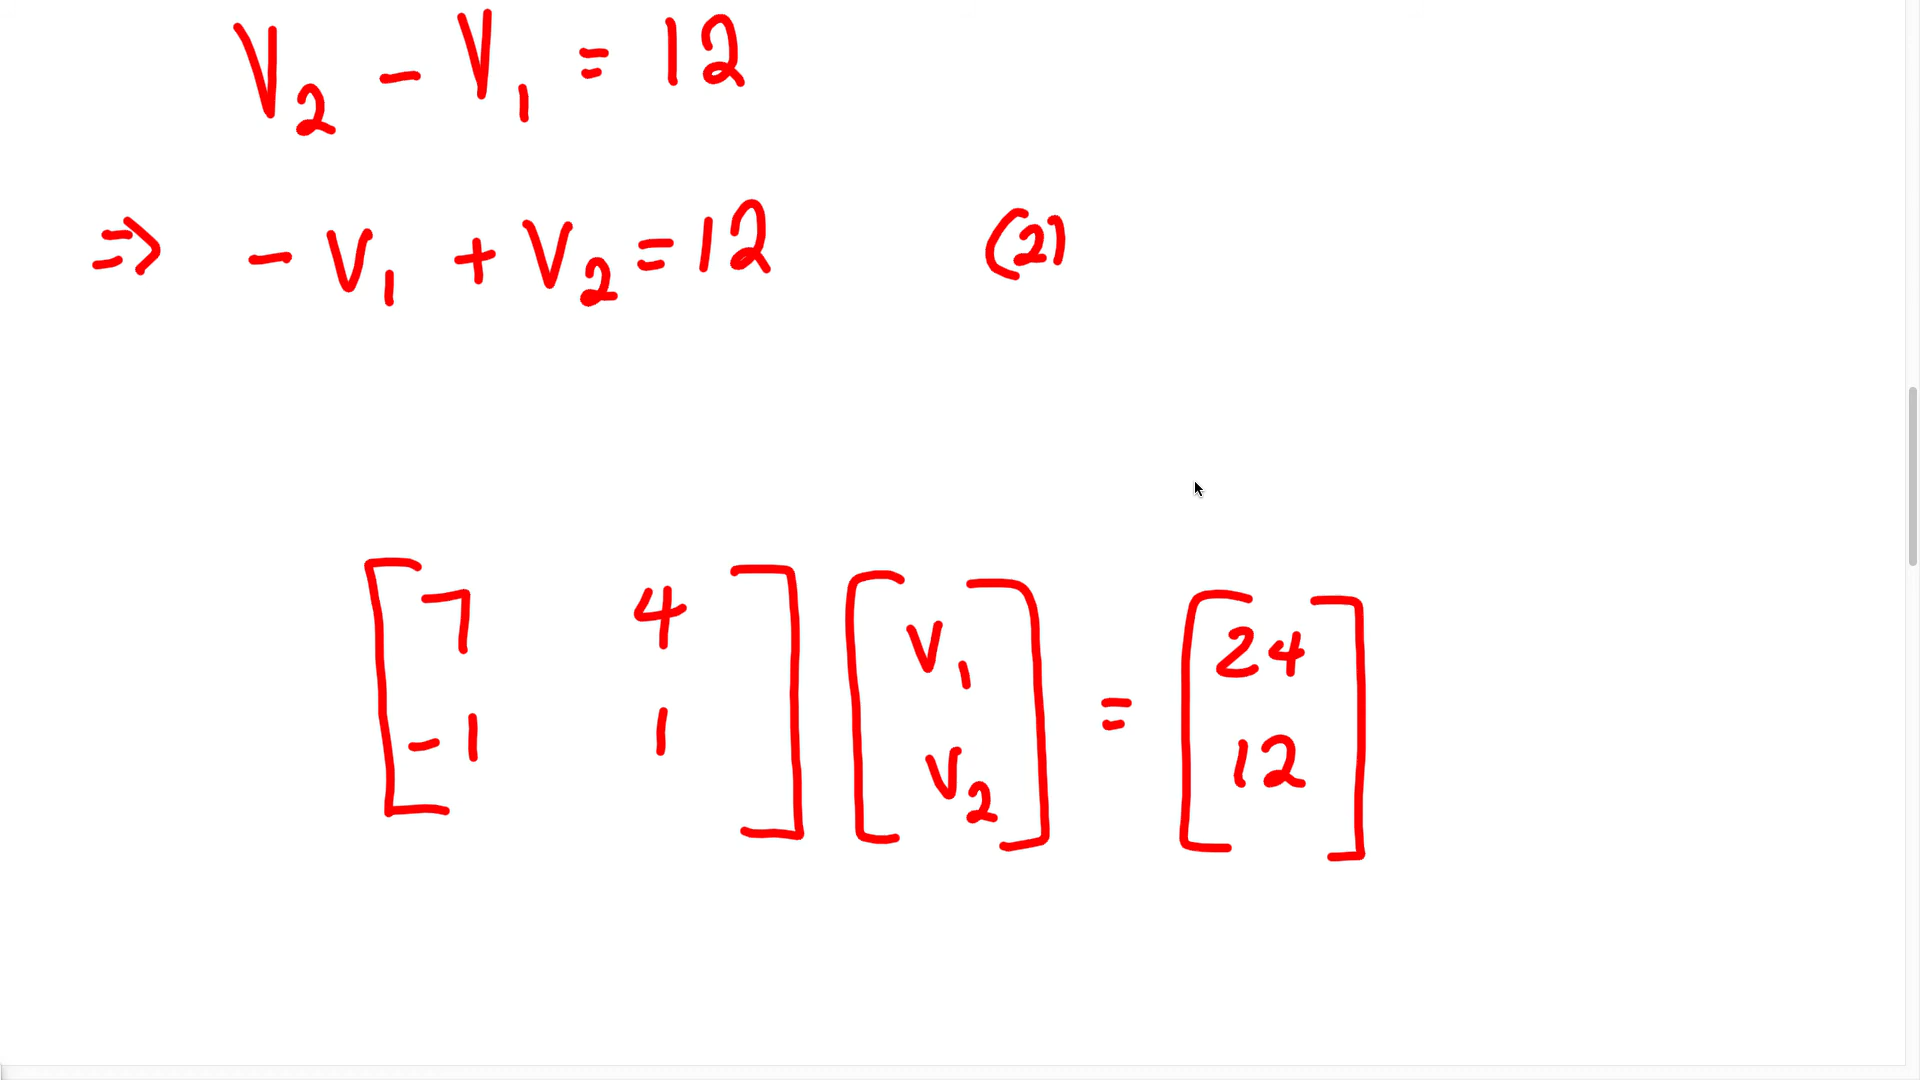 V₂ - V₁ = 12
⇒ - V₁ + V₂ = 12 (2)
[ 7 4 ] [ V₁ ] = [ 24 ]
[ -1 1 ] [ V₂ ] [ 12 ]